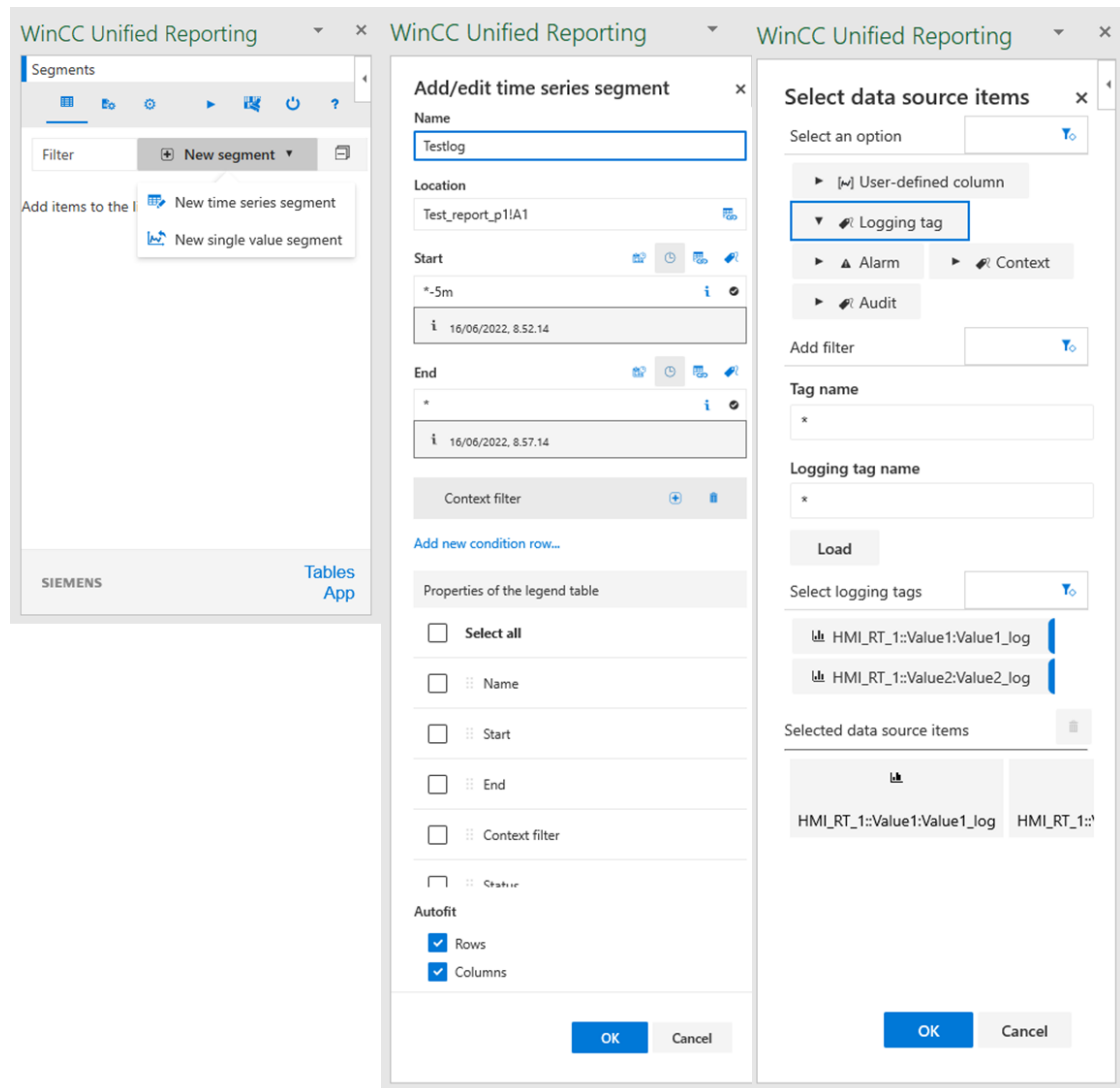 WinCC Unified Reporting
Segments
?
Filter
New segment
Add items to the l
New time series segment
New single value segment
SIEMENS
Tables
App
WinCC Unified Reporting
Add/edit time series segment
Name
Testlog
Location
Test_report_p1!A1
Start
*-5m
i
i 16/06/2022, 8.52.14
End
*
i
i 16/06/2022, 8.57.14
Context filter
Add new condition row...
Properties of the legend table
Select all
Name
Start
End
Context filter
Status
Autofit
Rows
Columns
OK Cancel
WinCC Unified Reporting
Select data source items
Select an option
User-defined column
Logging tag
Alarm Context
Audit
Add filter
Tag name
*
Logging tag name
*
Load
Select logging tags
HMI_RT_1::Value1:Value1_log
HMI_RT_1::Value2:Value2_log
Selected data source items
HMI_RT_1::Value1:Value1_log HMI_RT_1::
OK Cancel